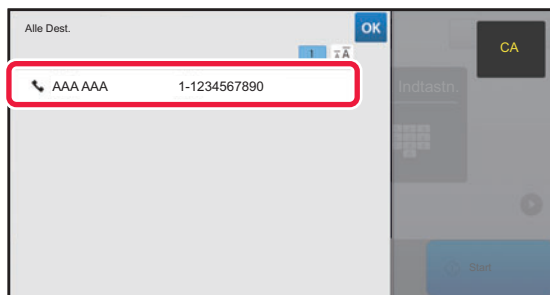 Alle Dest.
OK
CA
1
AAA AAA 1-1234567890
Indtastn.
Start